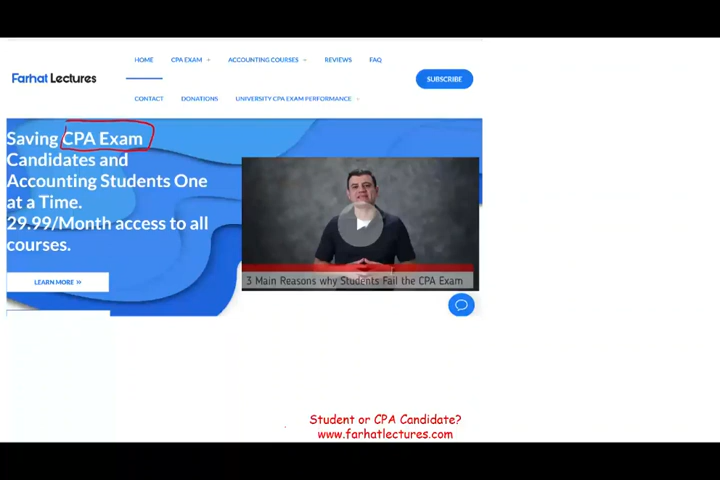 HOME
CPA EXAM
ACCOUNTING COURSES
REVIEWS
FAQ
Farhat Lectures
SUBSCRIBE
CONTACT
DONATIONS
UNIVERSITY CPA EXAM PERFORMANCE
Saving CPA Exam
Candidates and
Accounting Students One
at a Time.
29.99/Month access to all
courses.
LEARN MORE >>
3 Main Reasons why Students Fail the CPA Exam
Student or CPA Candidate?
www.farhatlectures.com